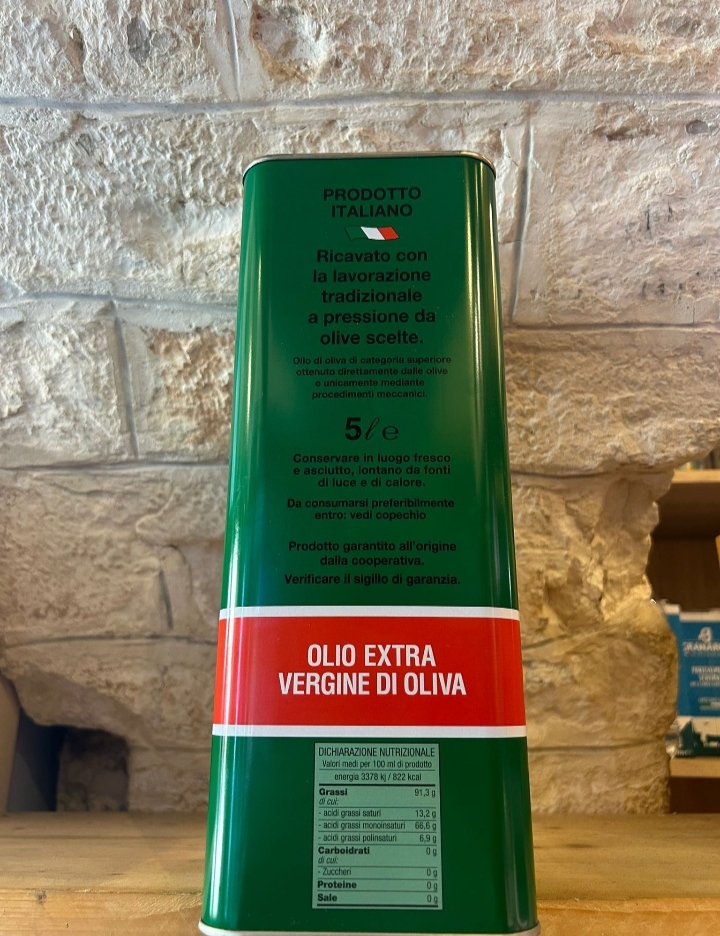 PRODOTTO
ITALIANO
Ricavato con
la lavorazione
tradizionale
a pressione da
olive scelte.
Olio di oliva di categoria superiore
ottenuto direttamente dalle olive
e unicamente mediante
procedimenti meccanici.
5 l e
Conservare in luogo fresco
e asciutto, lontano da fonti
di luce e di calore.
Da consumarsi preferibilmente
entro: vedi copechio
Prodotto garantito all'origine
dalla cooperativa.
Verificare il sigillo di garanzia.
OLIO EXTRA
VERGINE DI OLIVA
DICHIARAZIONE NUTRIZIONALE
Valori medi per 100 ml di prodotto
energia 3378 kj / 822 kcal
Grassi 91,3 g
di cui:
- acidi grassi saturi 13,2 g
- acidi grassi monoinsaturi 66,6 g
- acidi grassi polinsaturi 6,9 g
Carboidrati 0 g
di cui:
- Zuccheri 0 g
Proteine 0 g
Sale 0 g